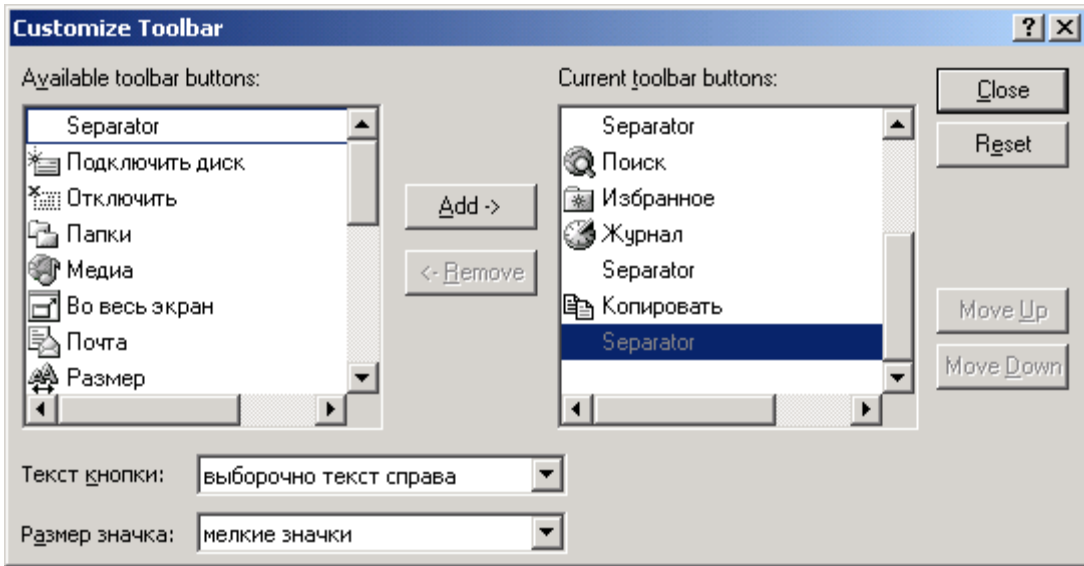 Customize Toolbar
Available toolbar buttons:
Separator
Подключить диск
Отключить
Папки
Медиа
Во весь экран
Почта
Размер
Add ->
<- Remove
Current toolbar buttons:
Separator
Поиск
Избранное
Журнал
Separator
Копировать
Separator
Close
Reset
Move Up
Move Down
Текст кнопки:
выборочно текст справа
Размер значка:
мелкие значки